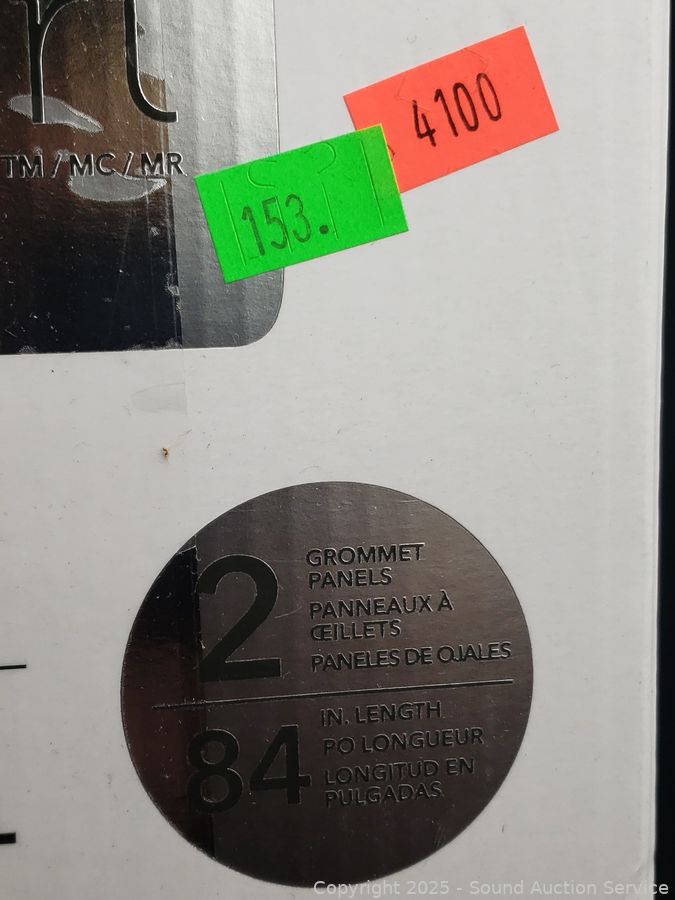 TM / MC / MR
4100
153.
2
GROMMET
PANELS
PANNEAUX À
ŒILLETS
PANELES DE OJALES
84
IN. LENGTH
PO LONGUEUR
LONGITUD EN
PULGADAS
Copyright 2025 - Sound Auction Service